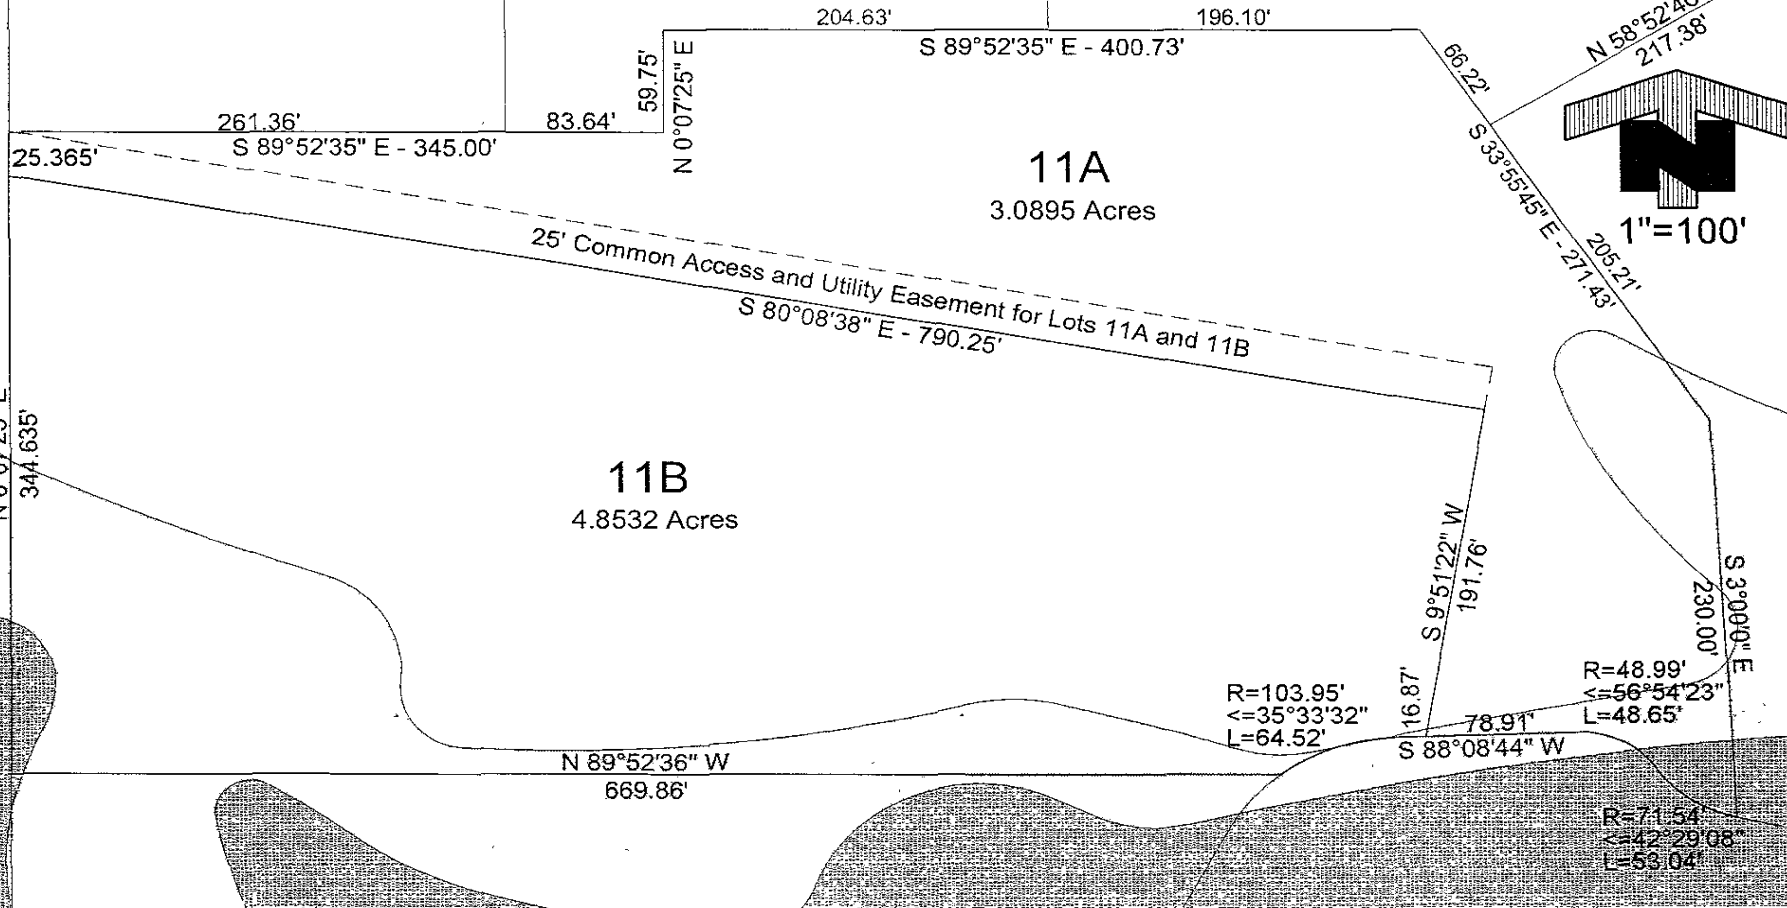 204.63'
196.10'
S 89°52'35" E - 400.73'
N 58°52'40
217.38'
66.22'
59.75'
N 0°07'25" E
261.36'
83.64'
S 89°52'35" E - 345.00'
25.365'
11A
3.0895 Acres
S 33°55'45" E - 271.43'
205.21'
N
1"=100'
25' Common Access and Utility Easement for Lots 11A and 11B
S 80°08'38" E - 790.25'
344.635'
11B
4.8532 Acres
S 9°51'22" W
191.76'
S 3°00'0" E
230.00'
16.87'
R=103.95'
<=35°33'32"
L=64.52'
R=48.99'
<=56°54'23"
L=48.65'
78.91'
S 88°08'44" W
N 89°52'36" W
669.86'
R=71.54'
<=42°29'08"
L=53.04'